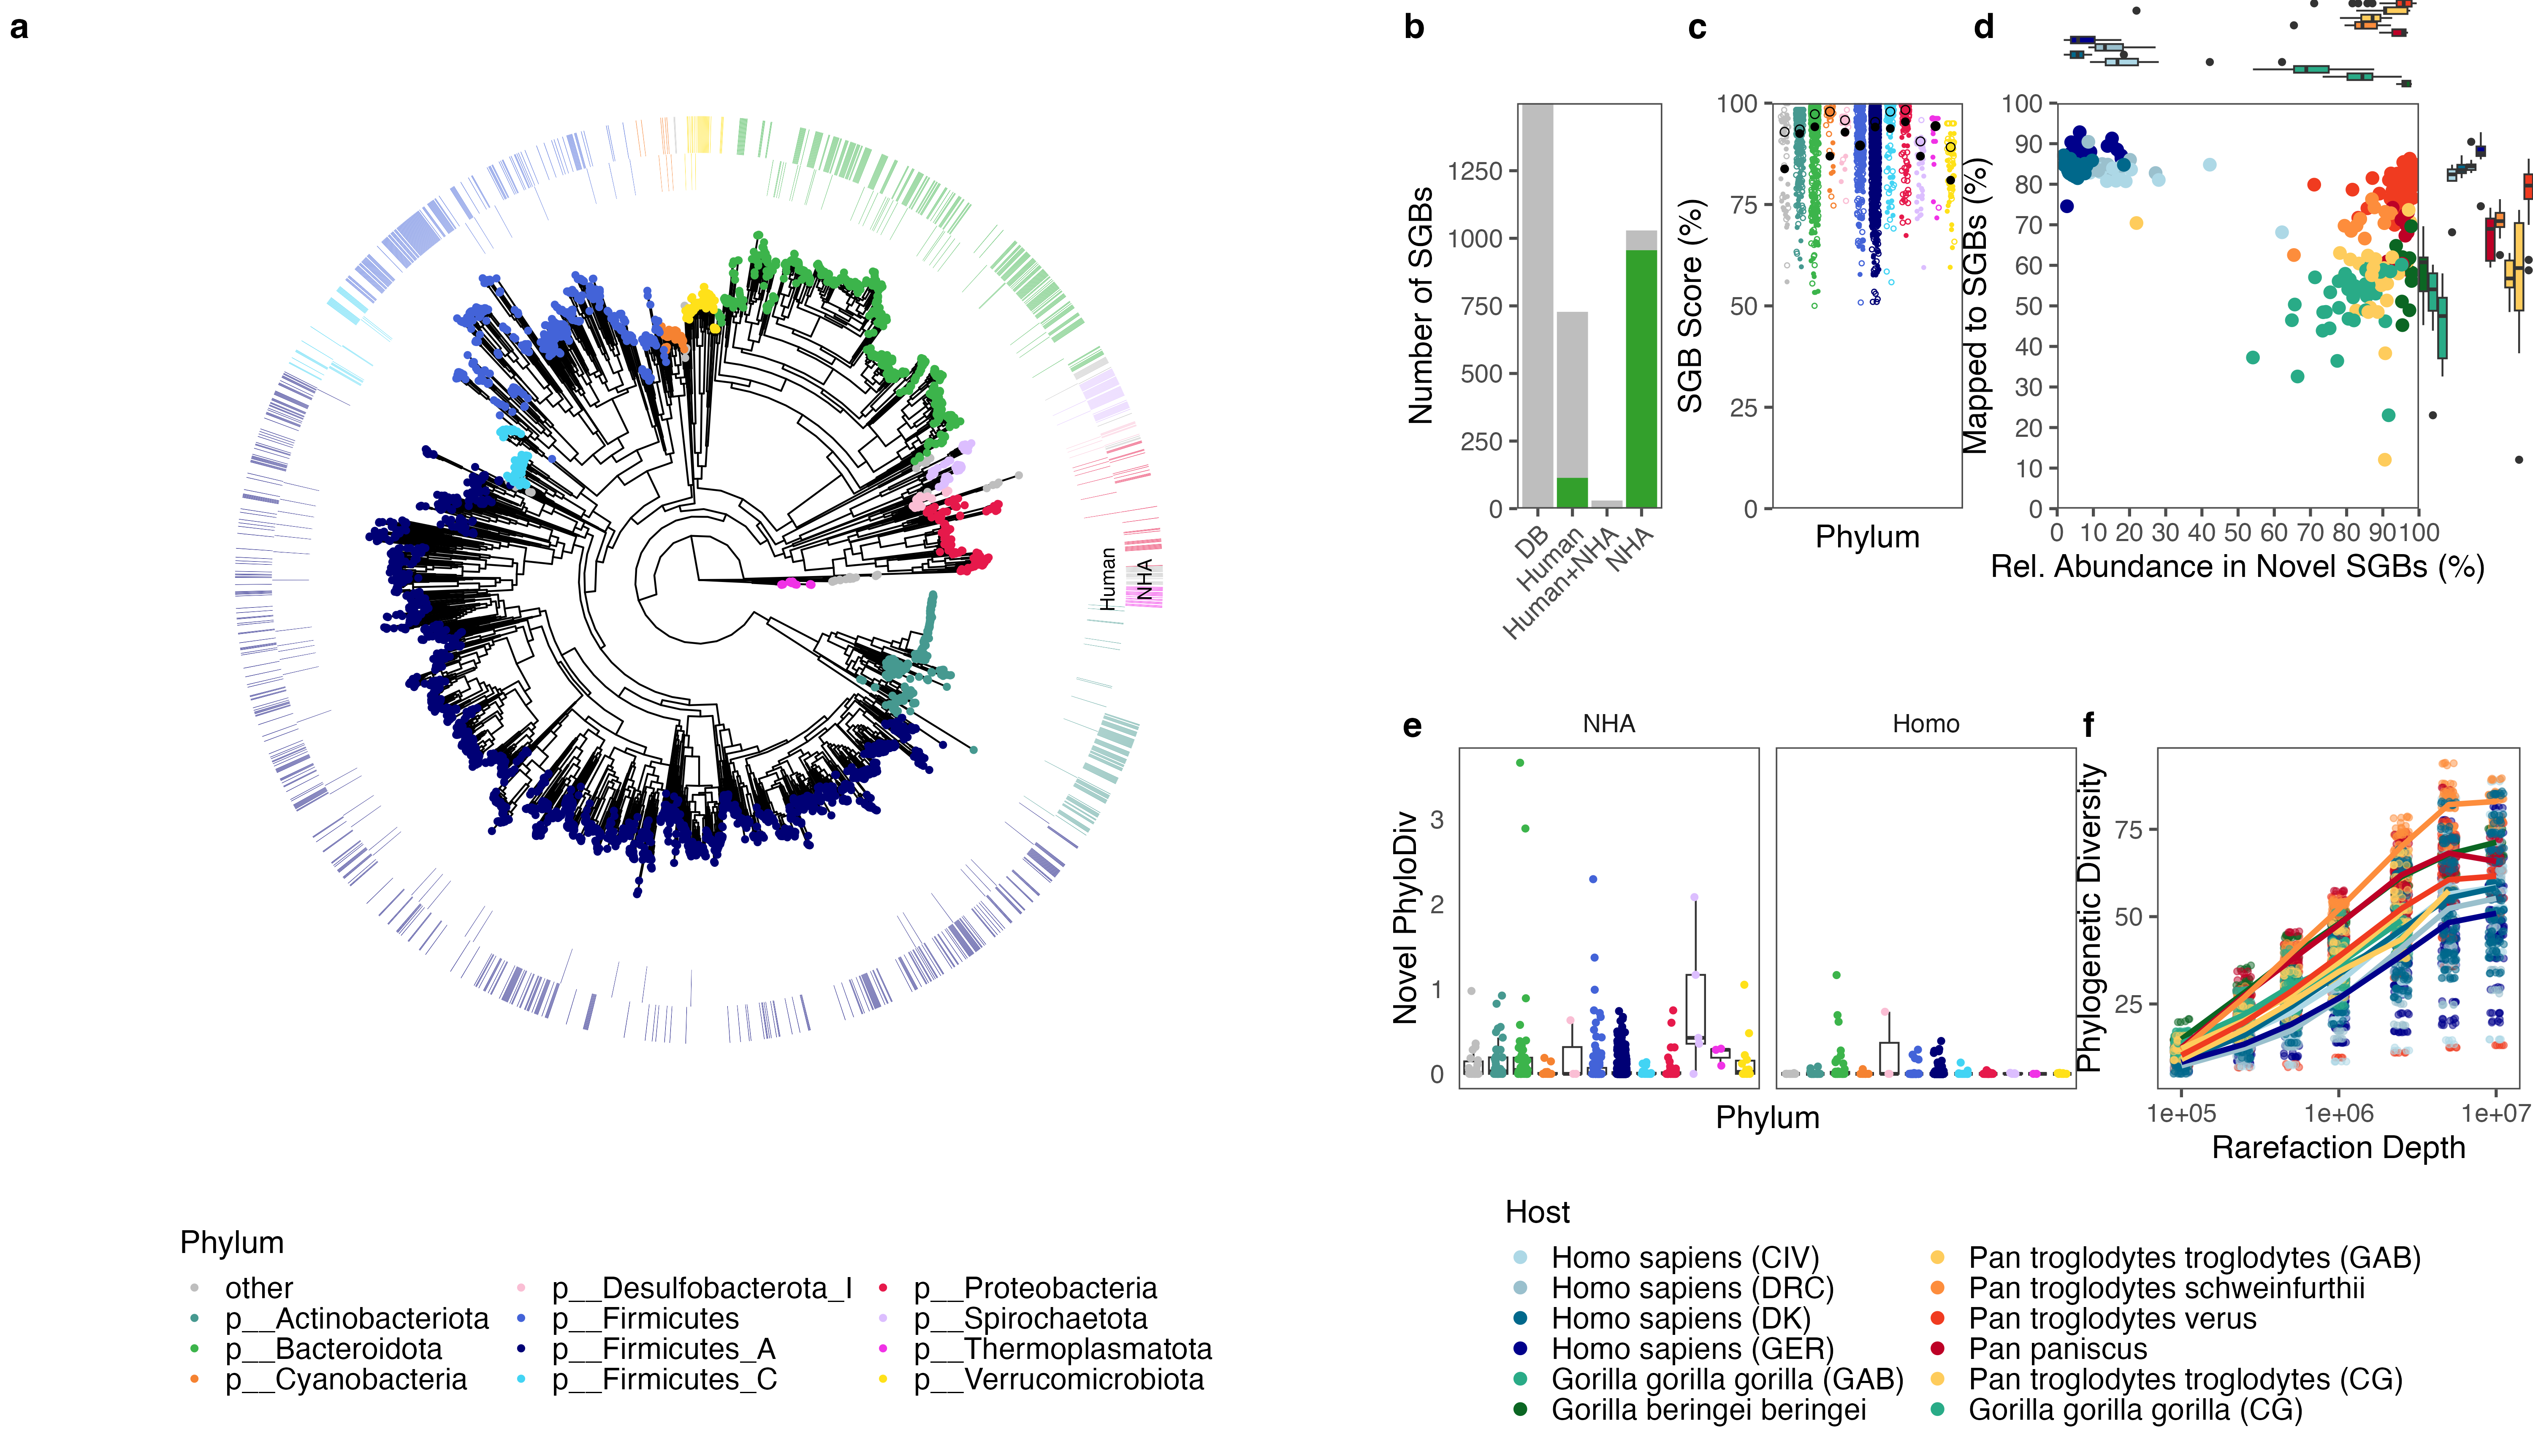 a
Human
NHA
Phylum
other
p__Actinobacteriota
p__Bacteroidota
p__Cyanobacteria
p__Desulfobacterota_I
p__Firmicutes
p__Firmicutes_A
p__Firmicutes_C
p__Proteobacteria
p__Spirochaetota
p__Thermoplasmatota
p__Verrucomicrobiota
b
Number of SGBs
1250
1000
750
500
250
0
DB
Human
Human+NHA
NHA
c
SGB Score (%)
100
75
50
25
0
Phylum
d
Mapped to SGBs (%)
100
90
80
70
60
50
40
30
20
10
0
0 10 20 30 40 50 60 70 80 90 100
Rel. Abundance in Novel SGBs (%)
e
NHA
Homo
Novel PhyloDiv
3
2
1
0
Phylum
f
Phylogenetic Diversity
75
50
25
1e+05 1e+06 1e+07
Rarefaction Depth
Host
Homo sapiens (CIV)
Homo sapiens (DRC)
Homo sapiens (DK)
Homo sapiens (GER)
Gorilla gorilla gorilla (GAB)
Gorilla beringei beringei
Pan troglodytes troglodytes (GAB)
Pan troglodytes schweinfurthii
Pan troglodytes verus
Pan paniscus
Pan troglodytes troglodytes (CG)
Gorilla gorilla gorilla (CG)